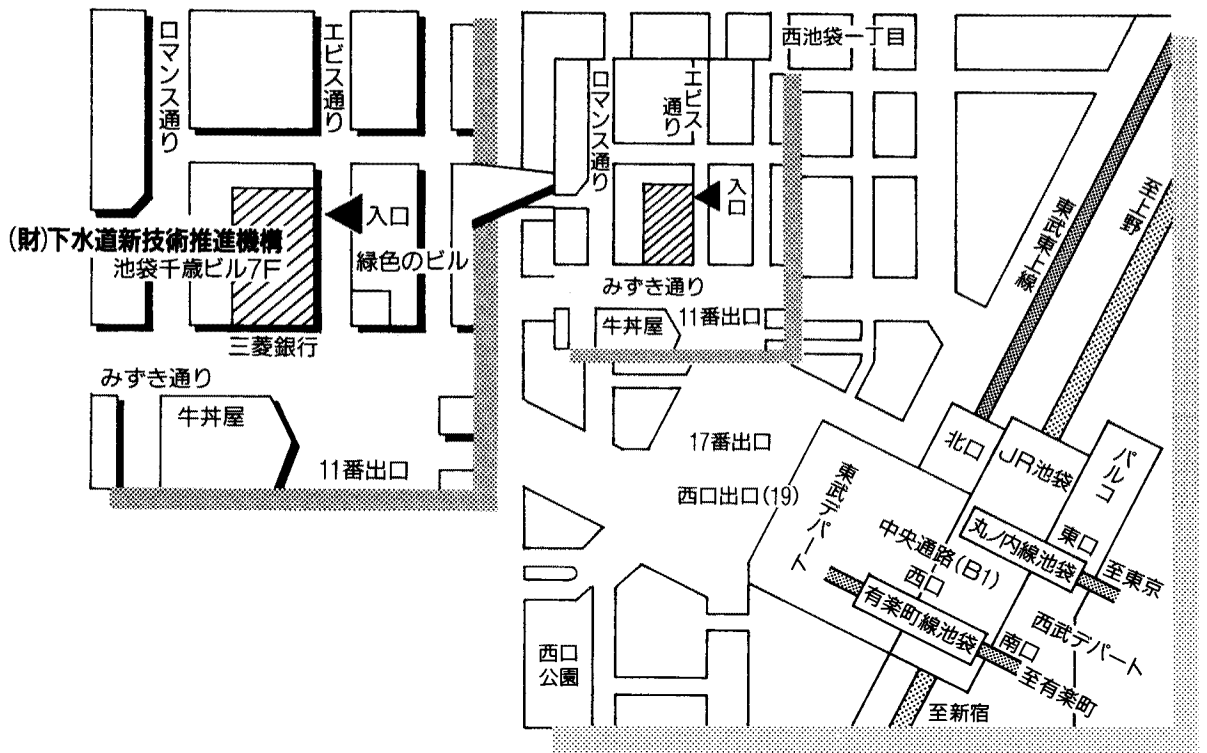 ロマンス通り
エビス通り
(財)下水道新技術推進機構
池袋千歳ビル7F
入口
緑色のビル
三菱銀行
みずき通り
牛丼屋
11番出口
西池袋一丁目
ロマンス通り
エビス
通り
入
口
みずき通り
牛丼屋
11番出口
17番出口
西口出口(19)
東武デパート
中央通路(B1)
西口
北口
JR池袋
パルコ
東武東上線
至上野
丸ノ内線池袋
東口
至東京
有楽町線池袋
南口
西武デパート
至有楽町
至新宿
西口
公園